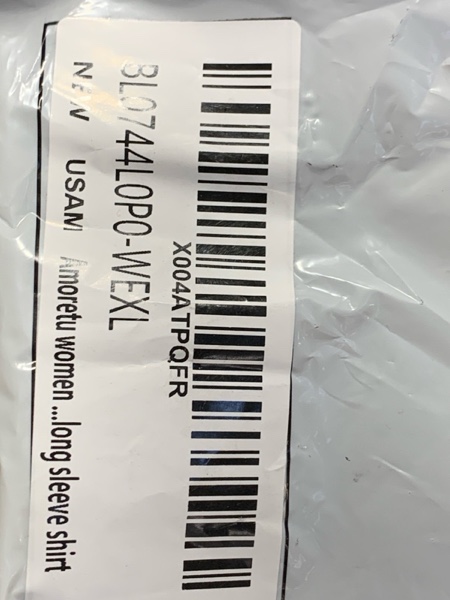 X004ATPQFR
BL0744L0P0-WEXL
NEW USAM Amoretu women ...long sleeve shirt